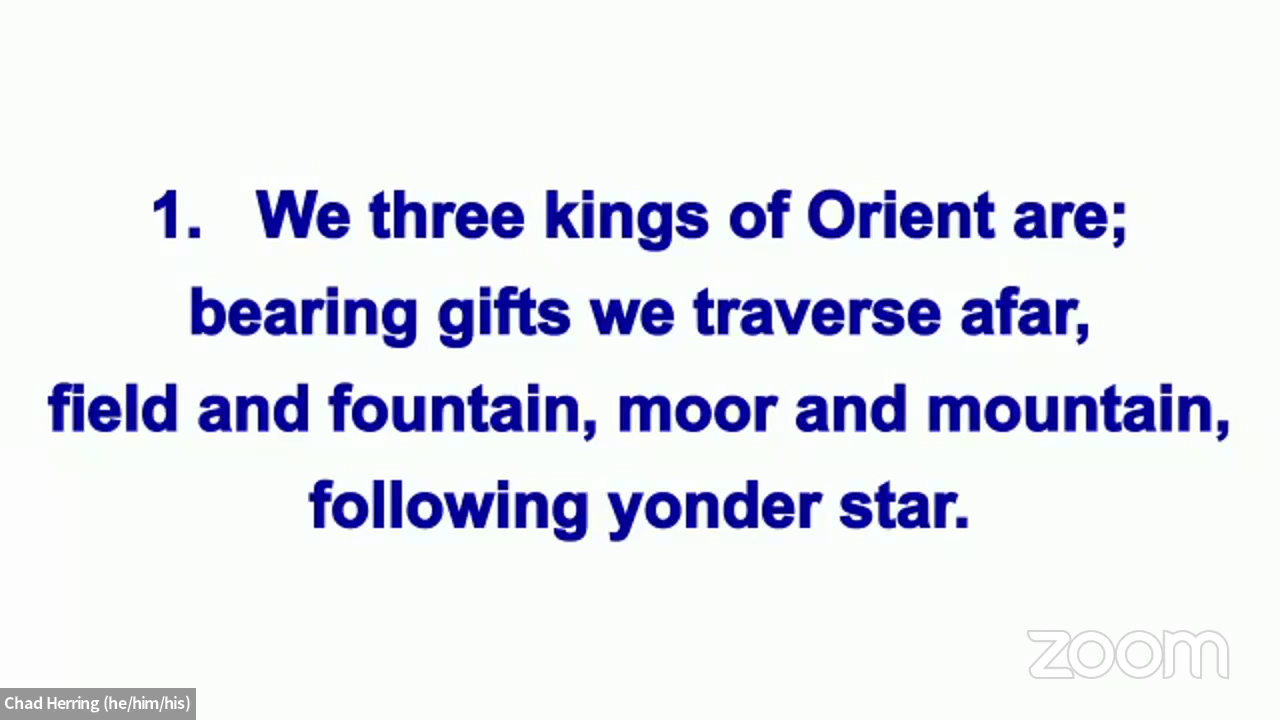 1. We three kings of Orient are;
bearing gifts we traverse afar,
field and fountain, moor and mountain,
following yonder star.
zoom
Chad Herring (he/him/his)